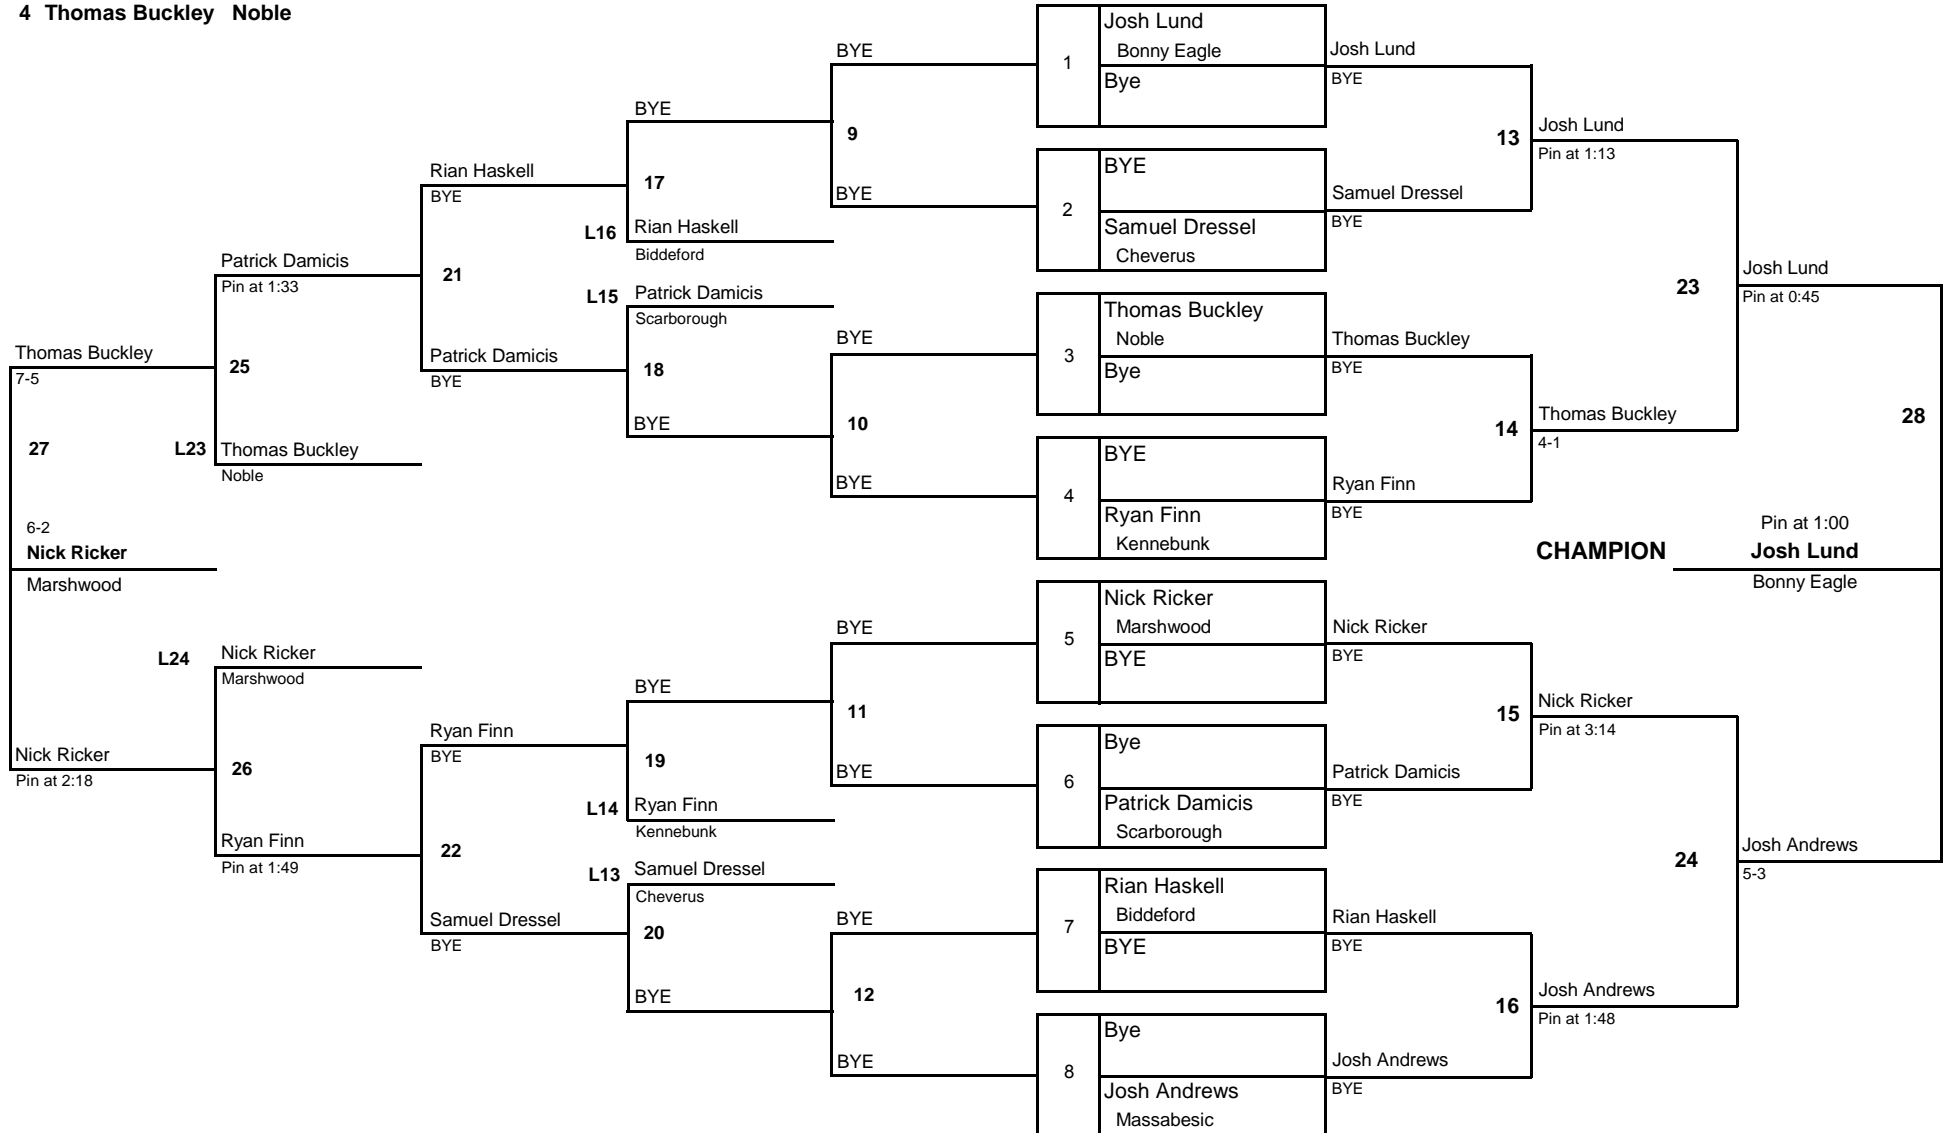 4 Thomas Buckley Noble
Josh Lund
BYE
1
Bonny Eagle
Josh Lund
Bye
BYE
BYE
9
13
Josh Lund
Pin at 1:13
BYE
Rian Haskell
BYE
17
BYE
2
Samuel Dressel
BYE
L16
Rian Haskell
Biddeford
Samuel Dressel
Cheverus
Patrick Damicis
Pin at 1:33
21
23
Josh Lund
Pin at 0:45
L15
Patrick Damicis
Scarborough
Thomas Buckley
BYE
3
Noble
Thomas Buckley
Bye
BYE
Thomas Buckley
7-5
25
Patrick Damicis
BYE
18
BYE
10
14
Thomas Buckley
4-1
28
27
L23
Thomas Buckley
Noble
BYE
BYE
4
Ryan Finn
BYE
Ryan Finn
Kennebunk
6-2
Nick Ricker
Marshwood
CHAMPION
Pin at 1:00
Josh Lund
Bonny Eagle
Nick Ricker
BYE
5
Marshwood
Nick Ricker
BYE
BYE
L24
Nick Ricker
Marshwood
BYE
11
15
Nick Ricker
Pin at 3:14
Ryan Finn
BYE
Bye
Nick Ricker
Pin at 2:18
26
19
BYE
6
Patrick Damicis
BYE
L14
Ryan Finn
Kennebunk
Patrick Damicis
Scarborough
Ryan Finn
Pin at 1:49
22
24
Josh Andrews
5-3
L13
Samuel Dressel
Cheverus
Rian Haskell
BYE
7
Biddeford
Rian Haskell
BYE
BYE
Samuel Dressel
BYE
20
BYE
12
16
Josh Andrews
Pin at 1:48
Bye
BYE
8
Josh Andrews
BYE
Josh Andrews
Massabesic